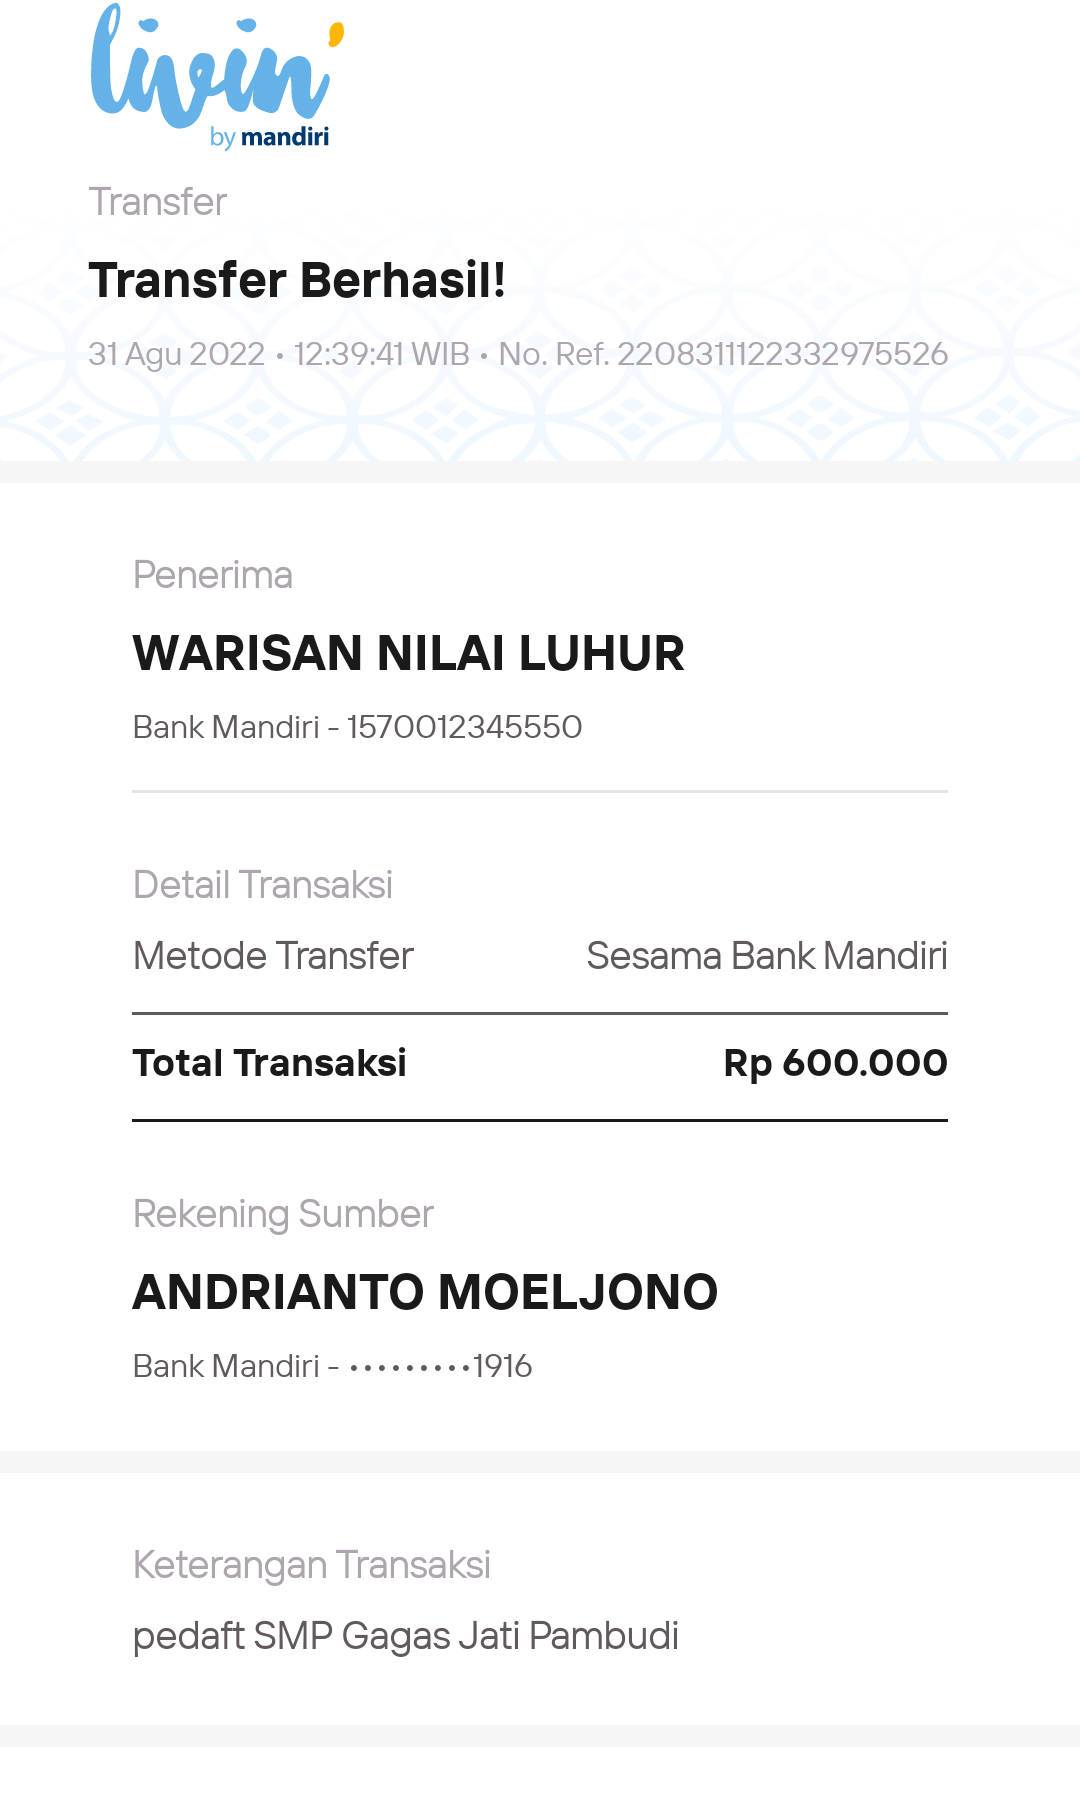 livin'
by mandiri
Transfer
Transfer Berhasil!
31 Agu 2022 • 12:39:41 WIB • No. Ref. 2208311122332975526
Penerima
WARISAN NILAI LUHUR
Bank Mandiri - 1570012345550
Detail Transaksi
Metode Transfer Sesama Bank Mandiri
Total Transaksi Rp 600.000
Rekening Sumber
ANDRIANTO MOELJONO
Bank Mandiri - •••••••••1916
Keterangan Transaksi
pedaft SMP Gagas Jati Pambudi